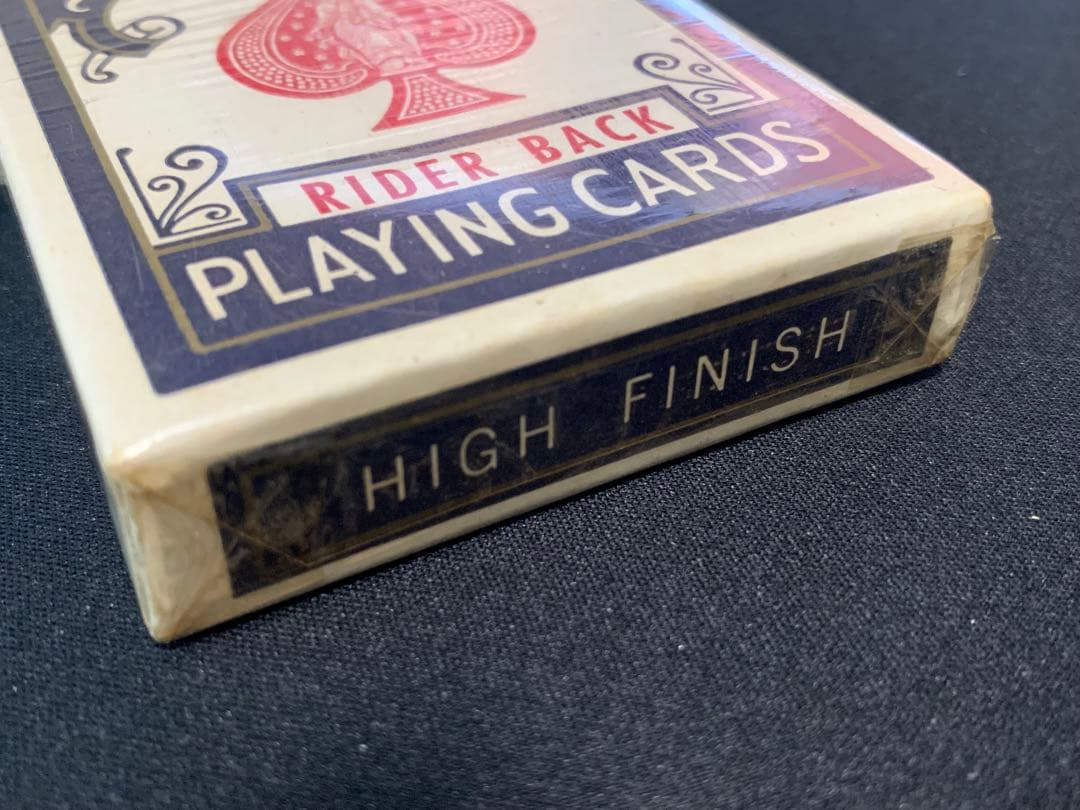 RIDER BACK
PLAYING CARDS
HIGH FINISH